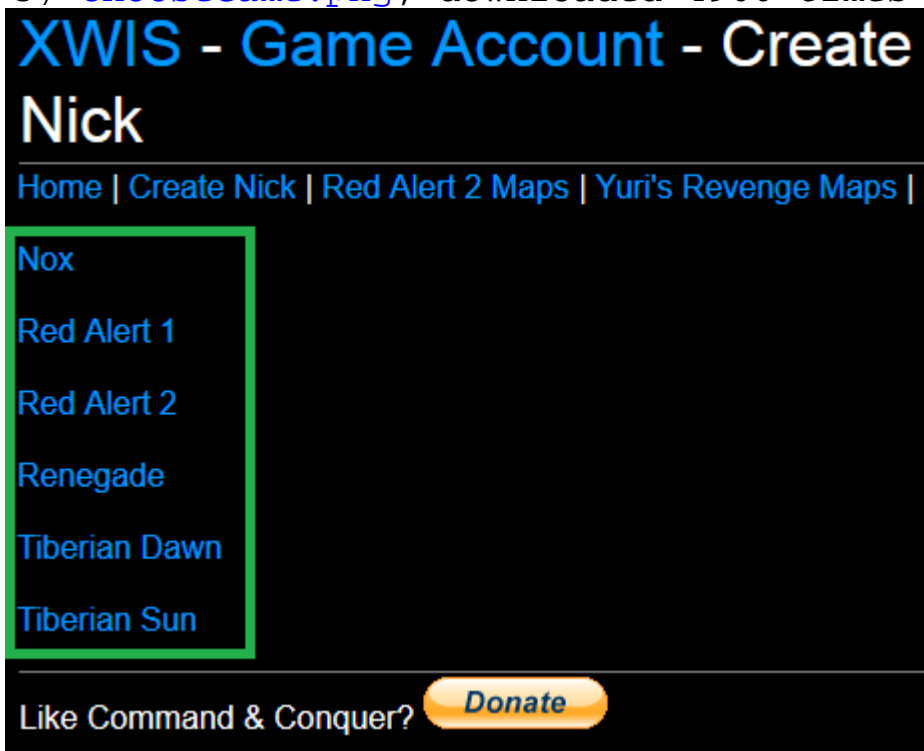 XWIS - Game Account - Create
Nick
Home | Create Nick | Red Alert 2 Maps | Yuri's Revenge Maps |
Nox
Red Alert 1
Red Alert 2
Renegade
Tiberian Dawn
Tiberian Sun
Like Command & Conquer? Donate